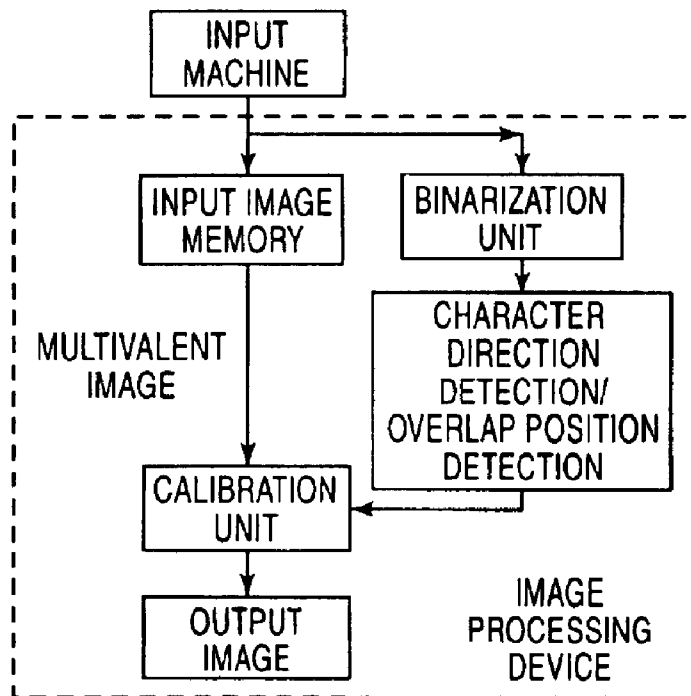 INPUT
MACHINE
INPUT IMAGE
MEMORY
BINARIZATION
UNIT
MULTIVALENT
IMAGE
CHARACTER
DIRECTION
DETECTION/
OVERLAP POSITION
DETECTION
CALIBRATION
UNIT
OUTPUT
IMAGE
IMAGE
PROCESSING
DEVICE